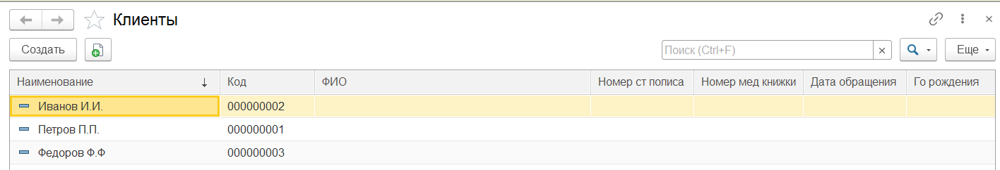 Клиенты
Создать Поиск (Ctrl+F) Еще
Наименование Код ФИО Номер ст полиса Номер мед книжки Дата обращения Го рождения
Иванов И.И. 000000002
Петров П.П. 000000001
Федоров Ф.Ф 000000003